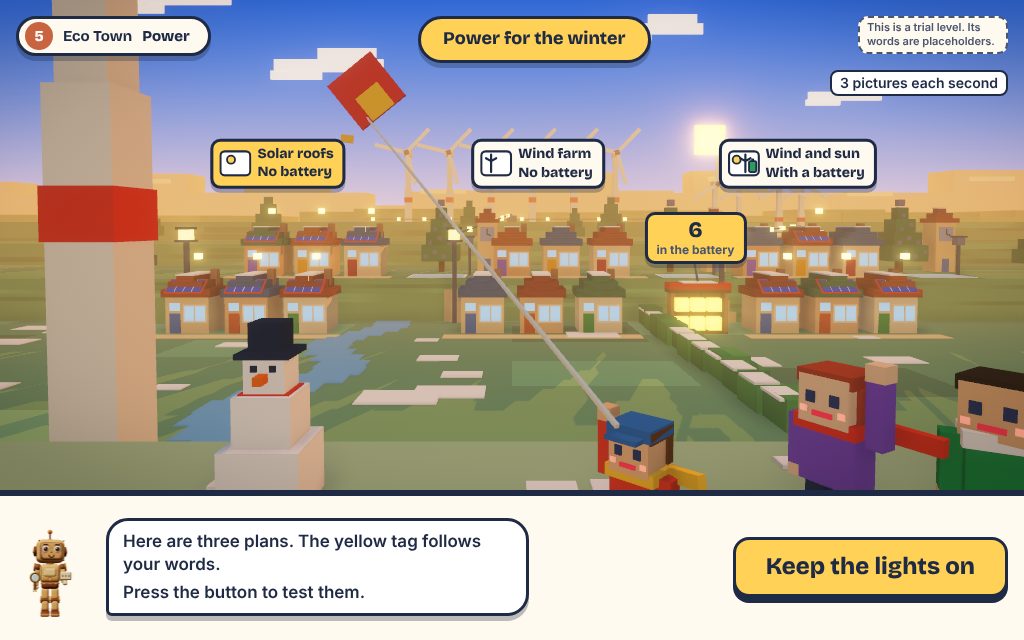 5 Eco Town Power
Power for the winter
This is a trial level. Its
words are placeholders.
3 pictures each second
Solar roofs
No battery
Wind farm
No battery
Wind and sun
With a battery
6
in the battery
Here are three plans. The yellow tag follows
your words.
Press the button to test them.
Keep the lights on